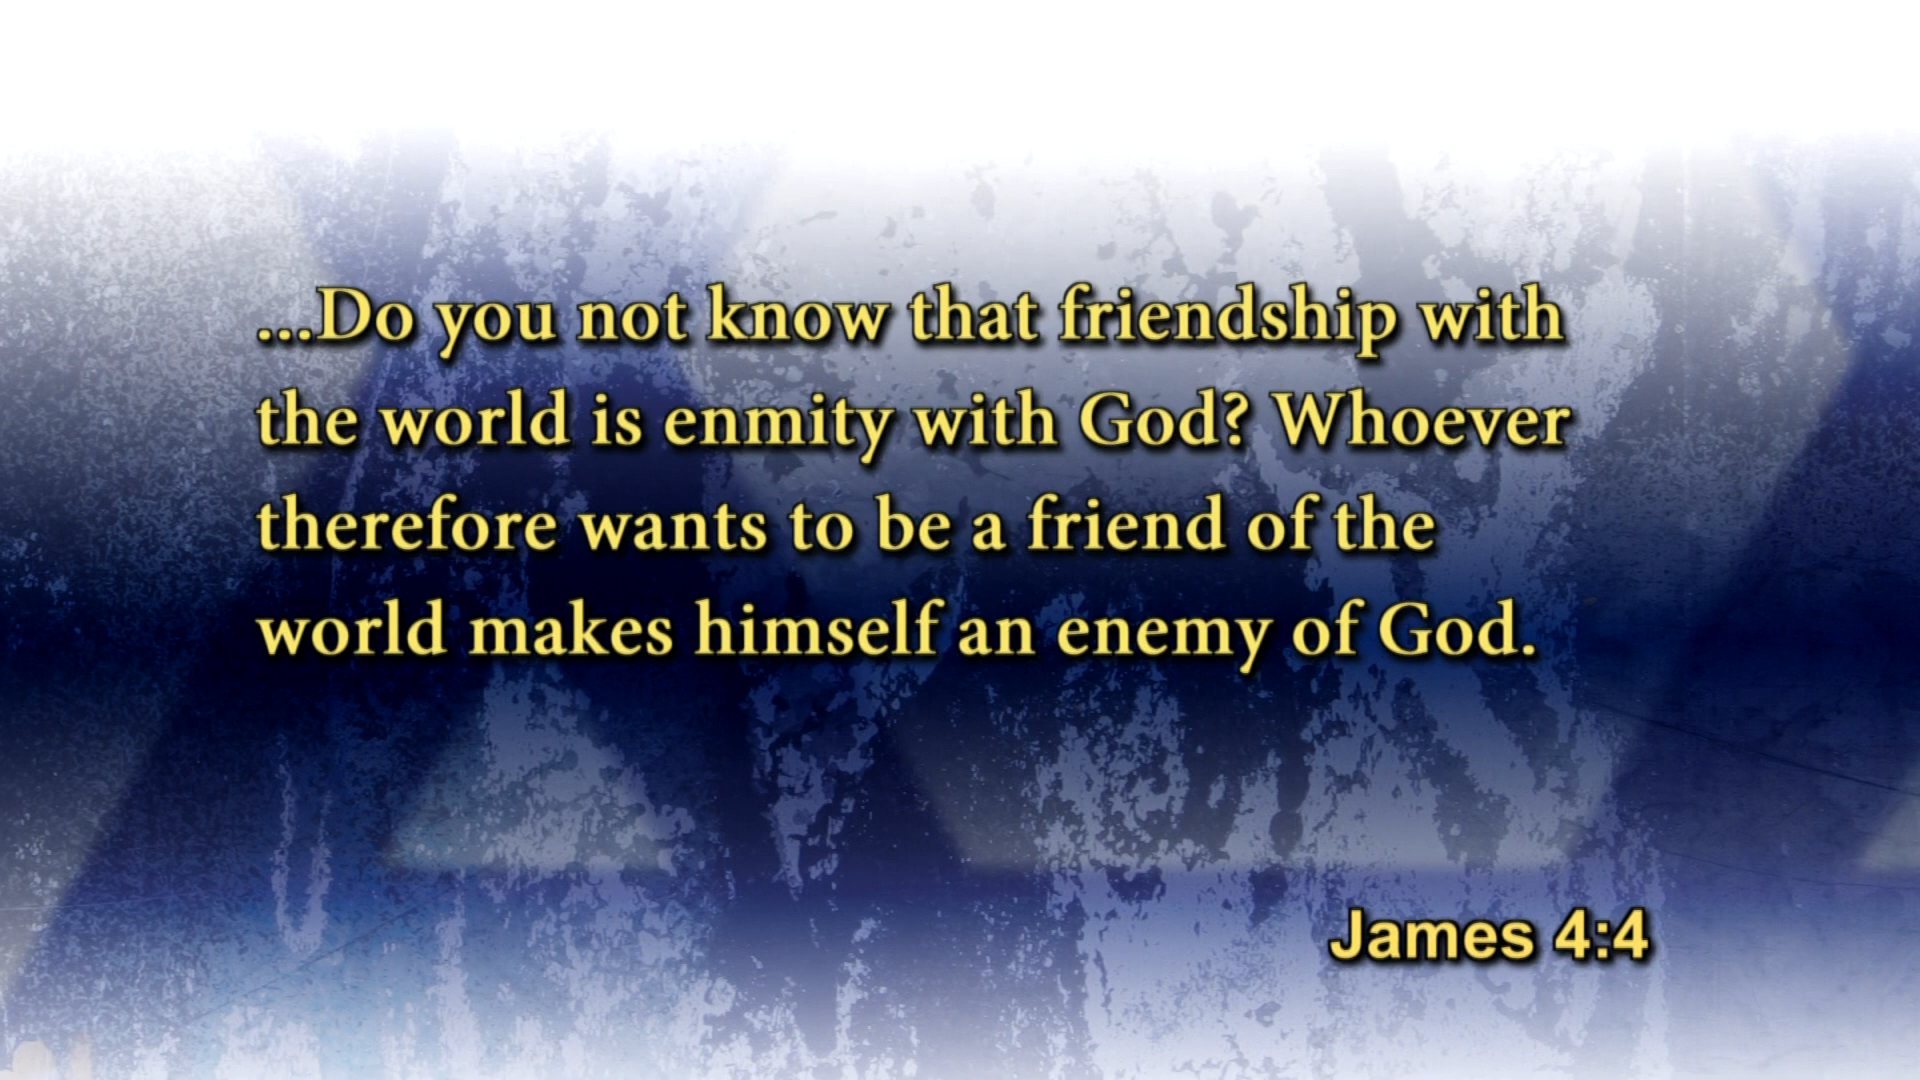 ...Do you not know that friendship with
the world is enmity with God? Whoever
therefore wants to be a friend of the
world makes himself an enemy of God.
James 4:4